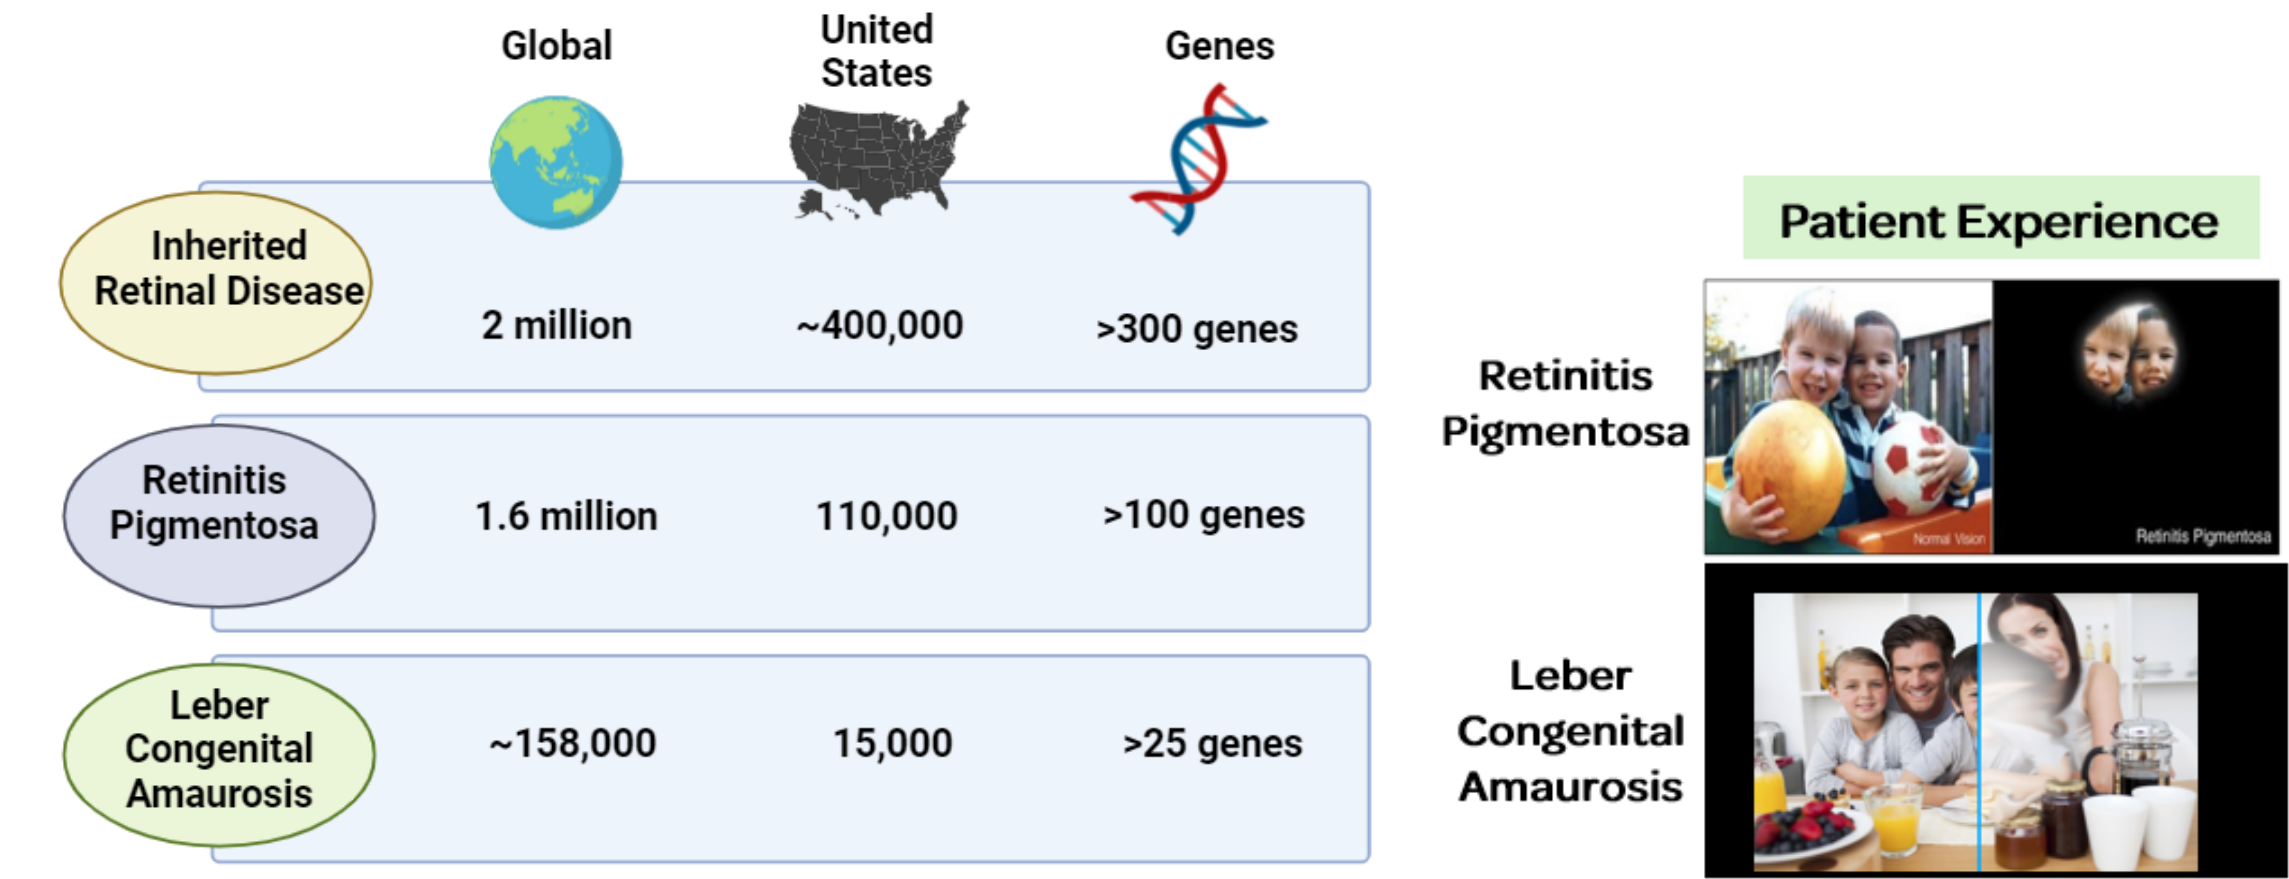 Global
United
States
Genes
Inherited
Retinal Disease
2 million
~400,000
>300 genes
Retinitis
Pigmentosa
1.6 million
110,000
>100 genes
Leber
Congenital
Amaurosis
~158,000
15,000
>25 genes
Patient Experience
Retinitis
Pigmentosa
Normal Vision
Retinitis Pigmentosa
Leber
Congenital
Amaurosis